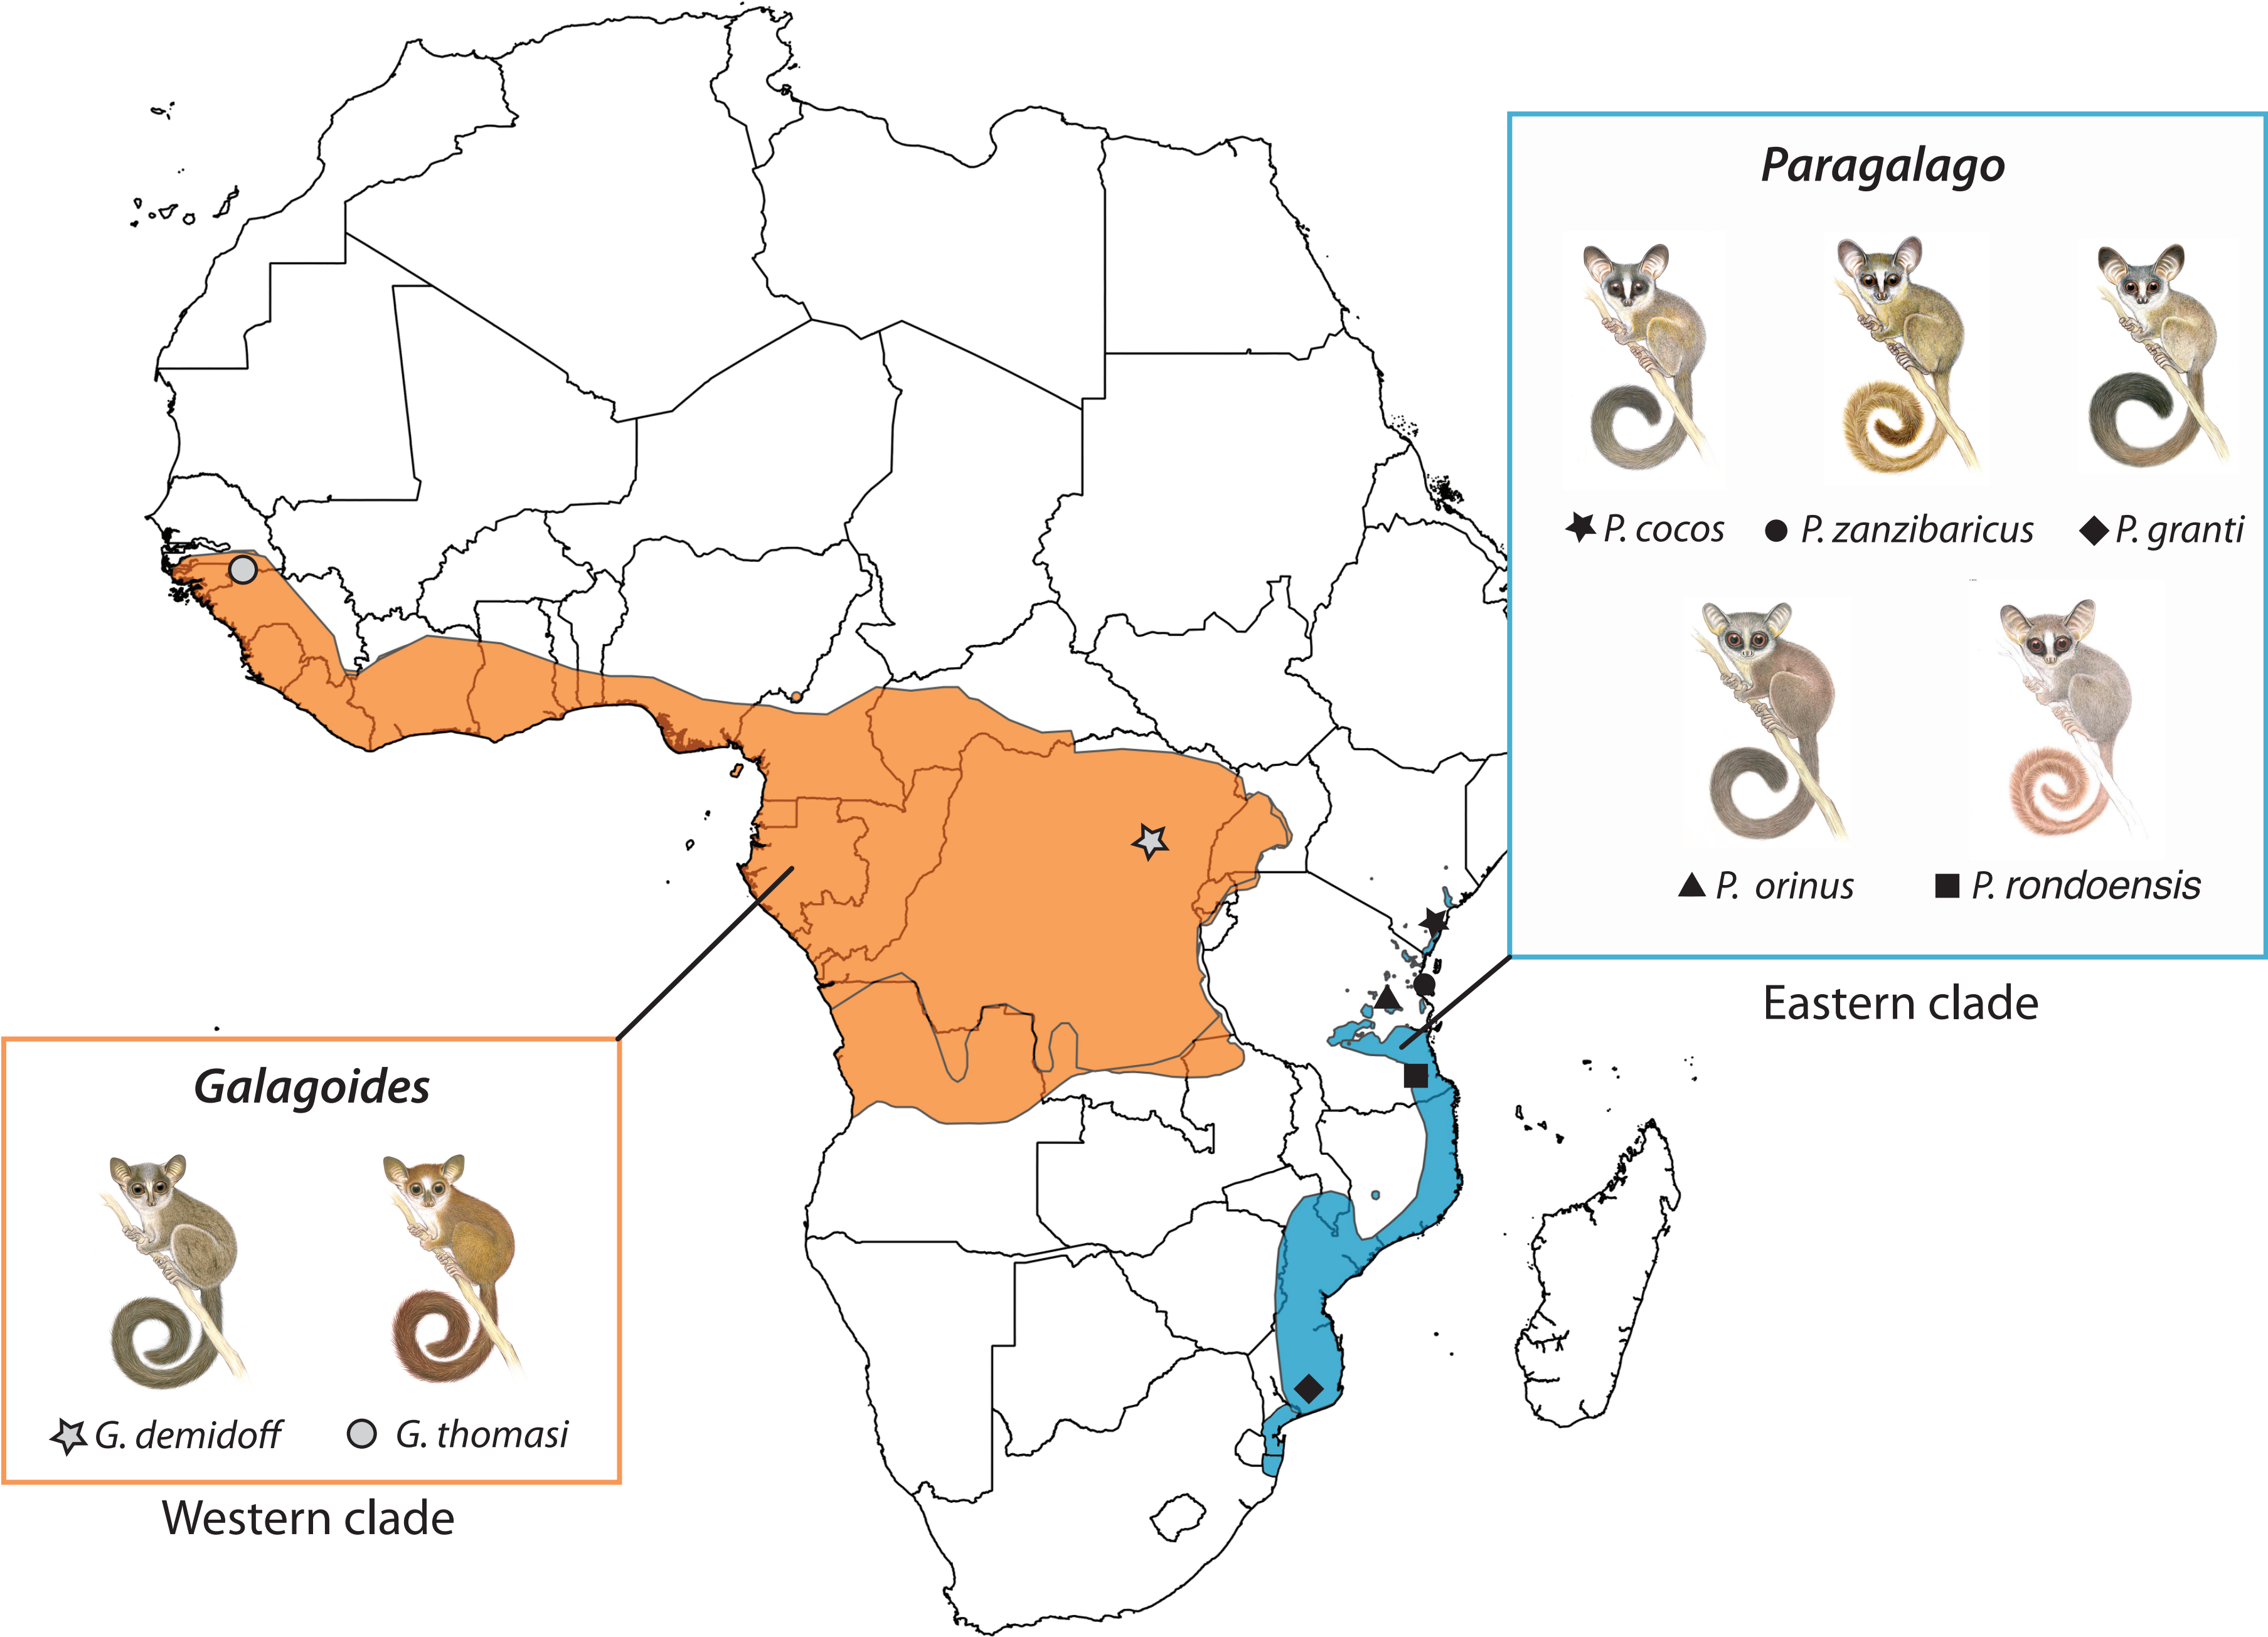 Paragalago
P. cocos
P. zanzibaricus
P. granti
P. orinus
P. rondoensis
Eastern clade
Galagoides
G. demidoff
G. thomasi
Western clade